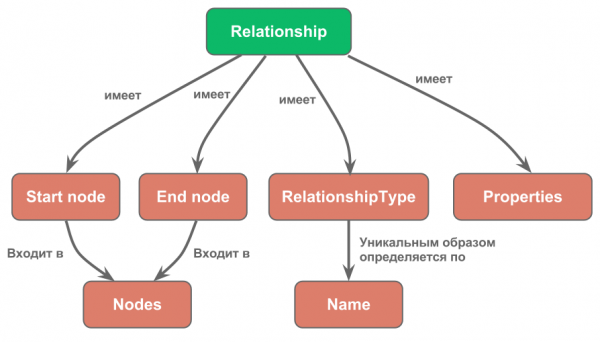 Relationship
имеет
имеет
имеет
имеет
Start node
End node
RelationshipType
Properties
Входит в
Входит в
Уникальным образом
определяется по
Nodes
Name